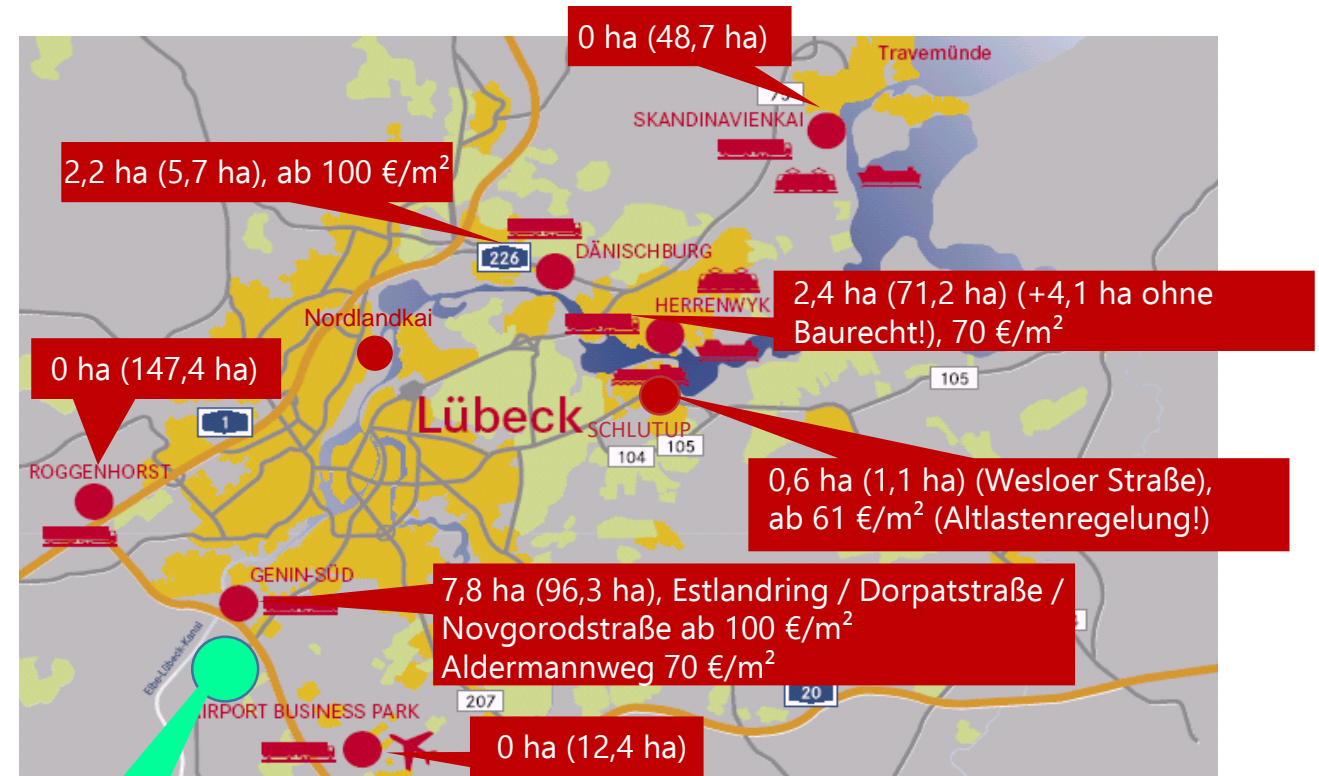 0 ha (48,7 ha)
Travemünde
SKANDINAVIENKAI
2,2 ha (5,7 ha), ab 100 €/m²
226
DÄNISCHBURG
HERRENWYK
2,4 ha (71,2 ha) (+4,1 ha ohne
Baurecht!), 70 €/m²
Nordlandkai
0 ha (147,4 ha)
105
1
Lübeck
SCHLUTUP
104
105
ROGGENHORST
0,6 ha (1,1 ha) (Wesloer Straße),
ab 61 €/m² (Altlastenregelung!)
GENIN-SÜD
7,8 ha (96,3 ha), Estlandring / Dorpatstraße /
Novgorodstraße ab 100 €/m²
Aldermannweg 70 €/m²
Elbe-Lübeck-Kanal
20
207
AIRPORT BUSINESS PARK
0 ha (12,4 ha)